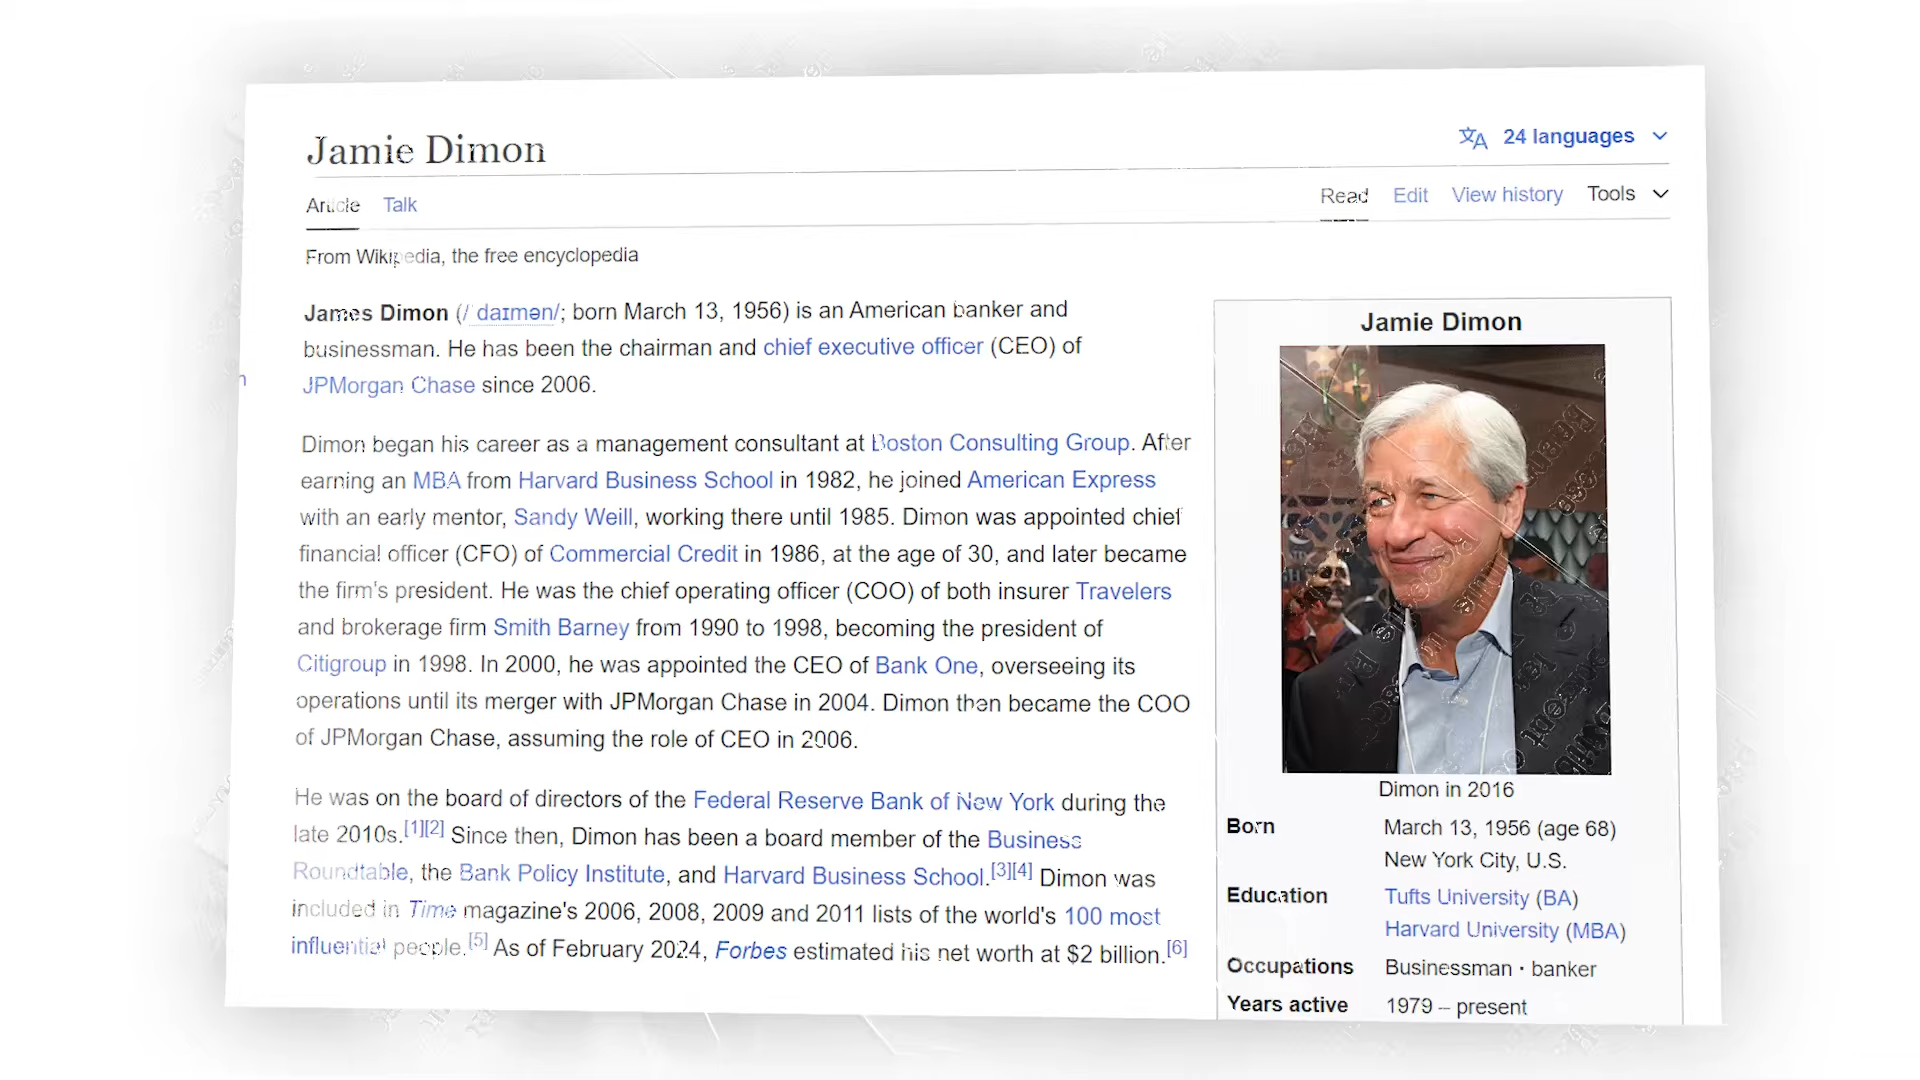 Jamie Dimon
24 languages
Article Talk
Read Edit View history Tools
From Wikipedia, the free encyclopedia
James Dimon (/ˈdaɪmən/; born March 13, 1956) is an American banker and
businessman. He has been the chairman and chief executive officer (CEO) of
JPMorgan Chase since 2006.
Dimon began his career as a management consultant at Boston Consulting Group. After
earning an MBA from Harvard Business School in 1982, he joined American Express
with an early mentor, Sandy Weill, working there until 1985. Dimon was appointed chief
financial officer (CFO) of Commercial Credit in 1986, at the age of 30, and later became
the firm's president. He was the chief operating officer (COO) of both insurer Travelers
and brokerage firm Smith Barney from 1990 to 1998, becoming the president of
Citigroup in 1998. In 2000, he was appointed the CEO of Bank One, overseeing its
operations until its merger with JPMorgan Chase in 2004. Dimon then became the COO
of JPMorgan Chase, assuming the role of CEO in 2006.
He was on the board of directors of the Federal Reserve Bank of New York during the
late 2010s.[1][2] Since then, Dimon has been a board member of the Business
Roundtable, the Bank Policy Institute, and Harvard Business School.[3][4] Dimon was
included in Time magazine's 2006, 2008, 2009 and 2011 lists of the world's 100 most
influential people.[5] As of February 2024, Forbes estimated his net worth at $2 billion.[6]
Jamie Dimon
Dimon in 2016
Born March 13, 1956 (age 68)
New York City, U.S.
Education Tufts University (BA)
Harvard University (MBA)
Occupations Businessman · banker
Years active 1979 – present